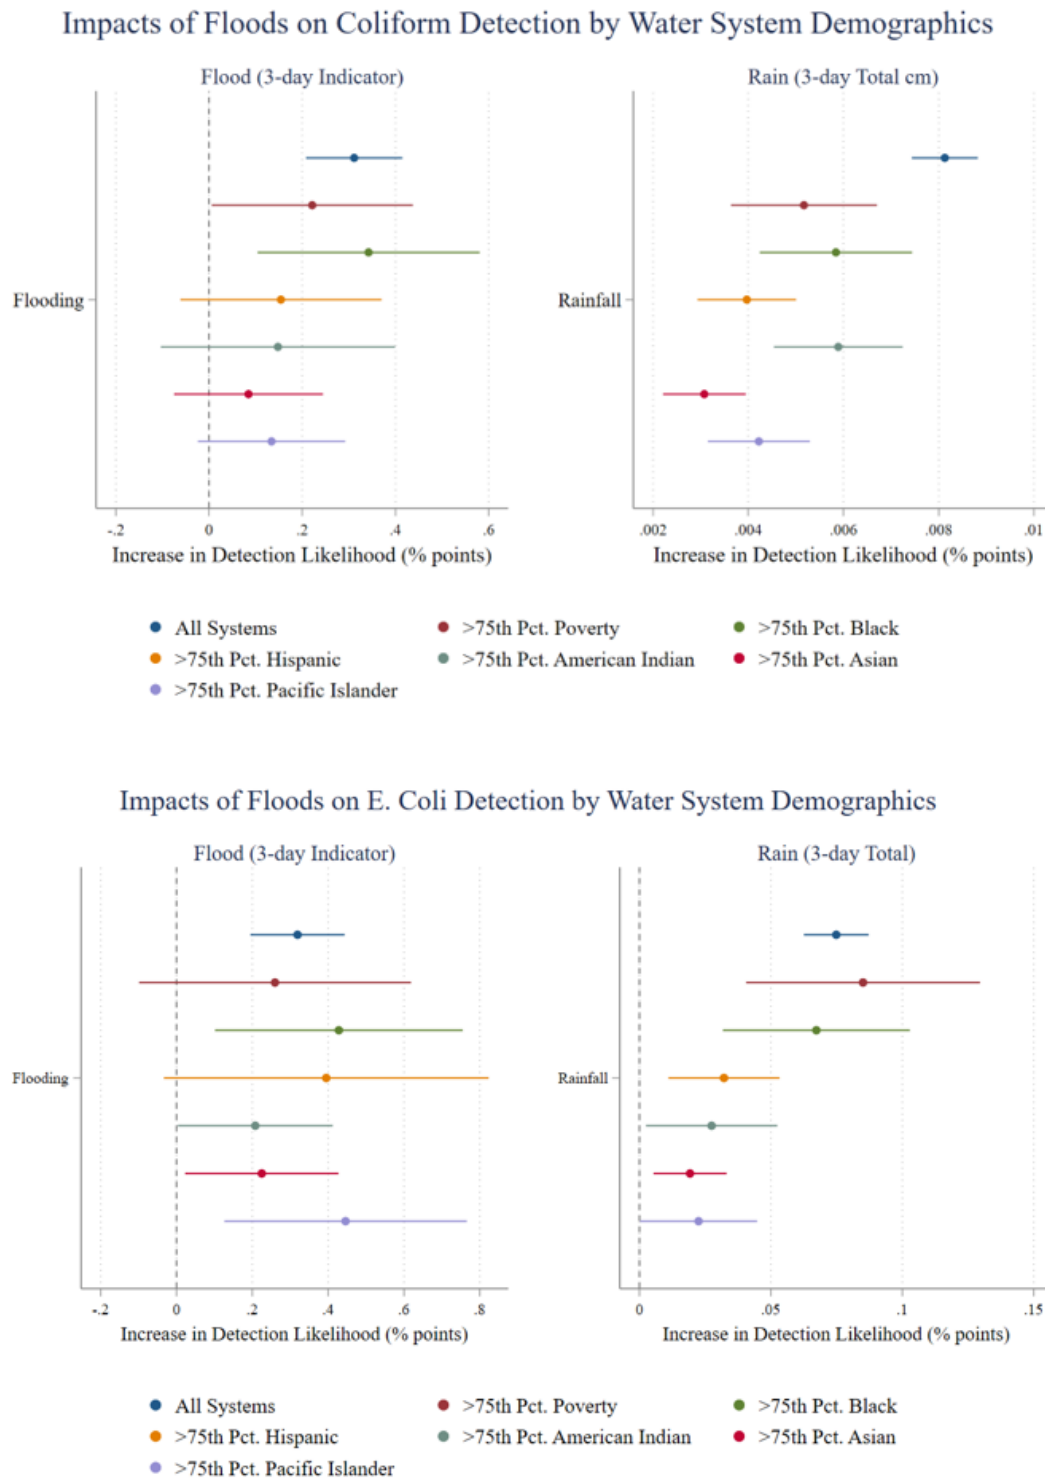 Impacts of Floods on Coliform Detection by Water System Demographics
Flood (3-day Indicator)
Rain (3-day Total cm)
Flooding
Rainfall
-.2 0 .2 .4 .6
.002 .004 .006 .008 .01
Increase in Detection Likelihood (% points)
Increase in Detection Likelihood (% points)
All Systems
>75th Pct. Poverty
>75th Pct. Black
>75th Pct. Hispanic
>75th Pct. American Indian
>75th Pct. Asian
>75th Pct. Pacific Islander
Impacts of Floods on E. Coli Detection by Water System Demographics
Flood (3-day Indicator)
Rain (3-day Total)
Flooding
Rainfall
-.2 0 .2 .4 .6 .8
0 .05 .1 .15
Increase in Detection Likelihood (% points)
Increase in Detection Likelihood (% points)
All Systems
>75th Pct. Poverty
>75th Pct. Black
>75th Pct. Hispanic
>75th Pct. American Indian
>75th Pct. Asian
>75th Pct. Pacific Islander